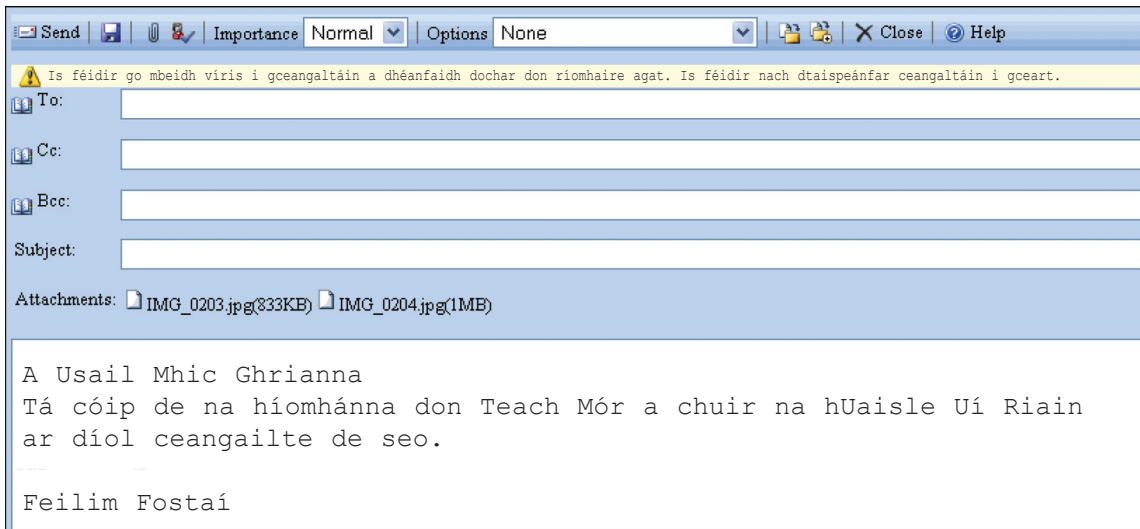 Send Importance Normal Options None Close Help
Is féidir go mbeidh víris i gceangaltáin a dhéanfaidh dochar don ríomhaire agat. Is féidir nach dtaispeánfar ceangaltáin i gceart.
To:
Cc:
Bcc:
Subject:
Attachments: IMG_0203.jpg(833KB) IMG_0204.jpg(1MB)
A Usail Mhic Ghrianna
Tá cóip de na híomhánna don Teach Mór a chuir na hUaisle Uí Riain
ar díol ceangailte de seo.
Feilim Fostaí